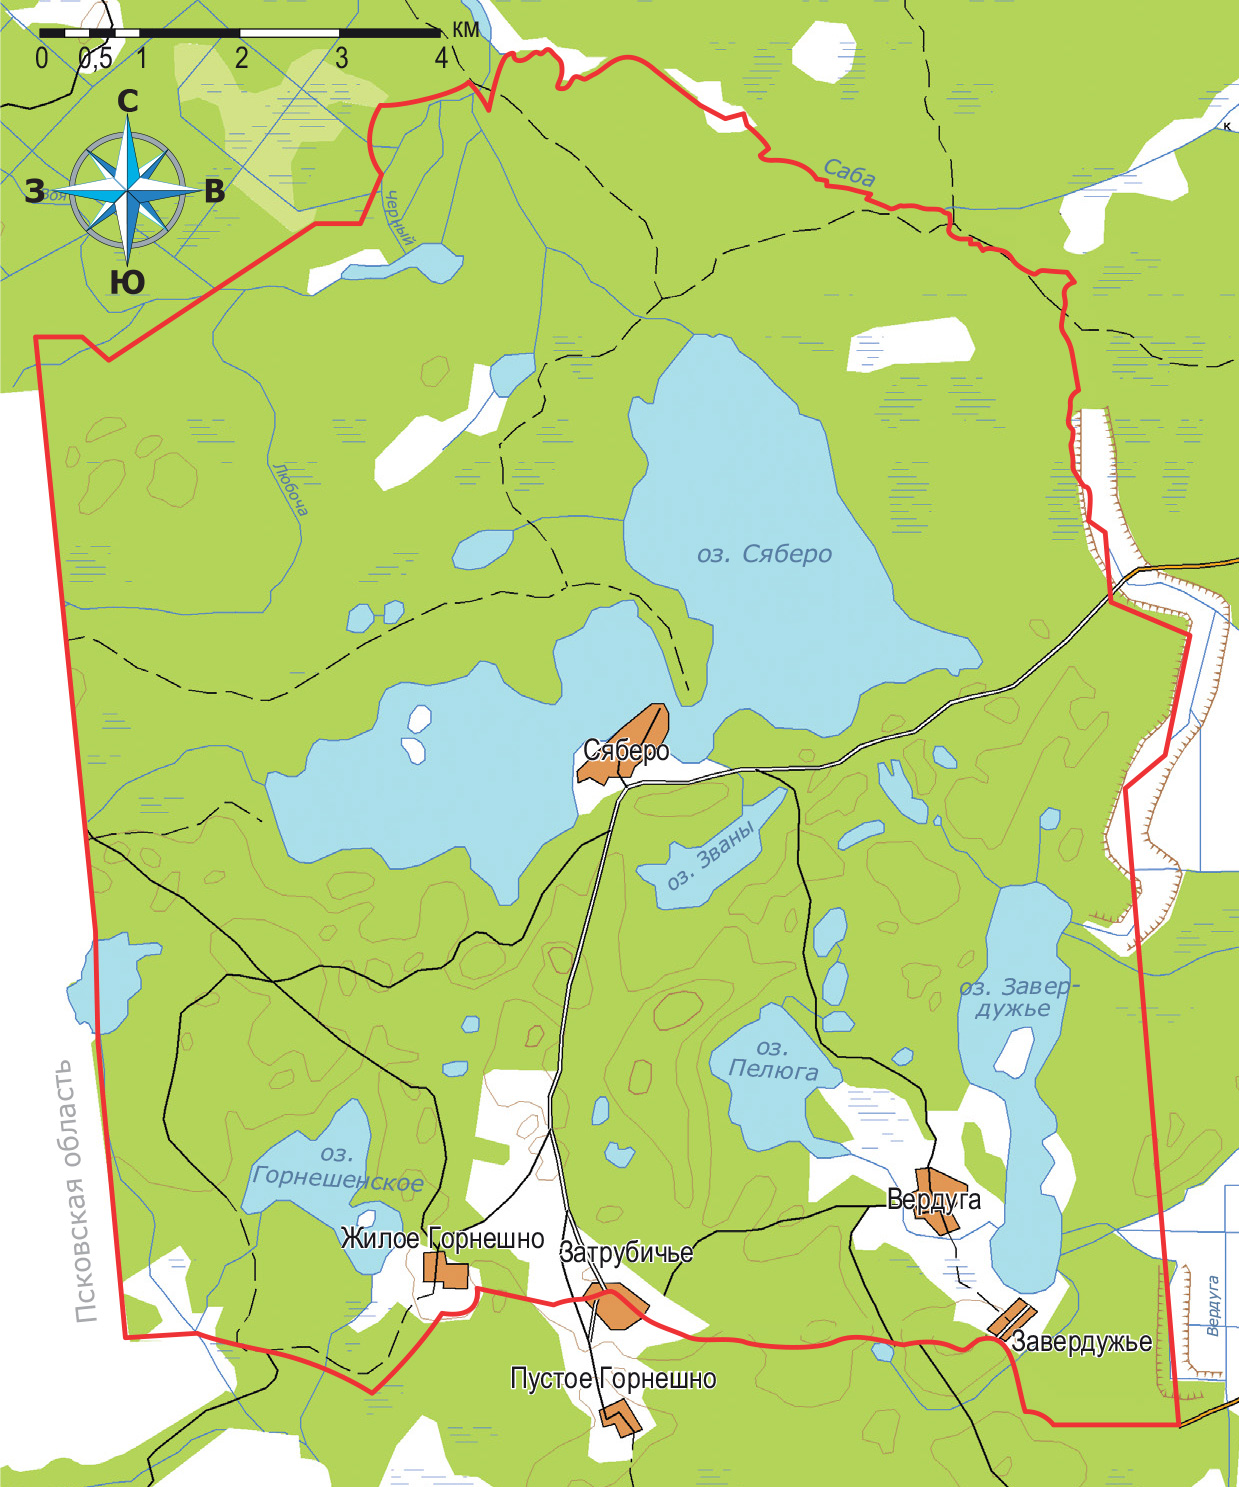 км
0 0,5 1 2 3 4
С
З
В
Ю
к
Черный
Саба
Любоча
оз. Сяберо
Сяберо
оз. Званы
оз. Завер-
дужье
оз.
Пелюга
Псковская область
оз.
Горнешенское
Вердуга
Жилое Горнешно
Затрубичье
Вердуга
Завердужье
Пустое Горнешно